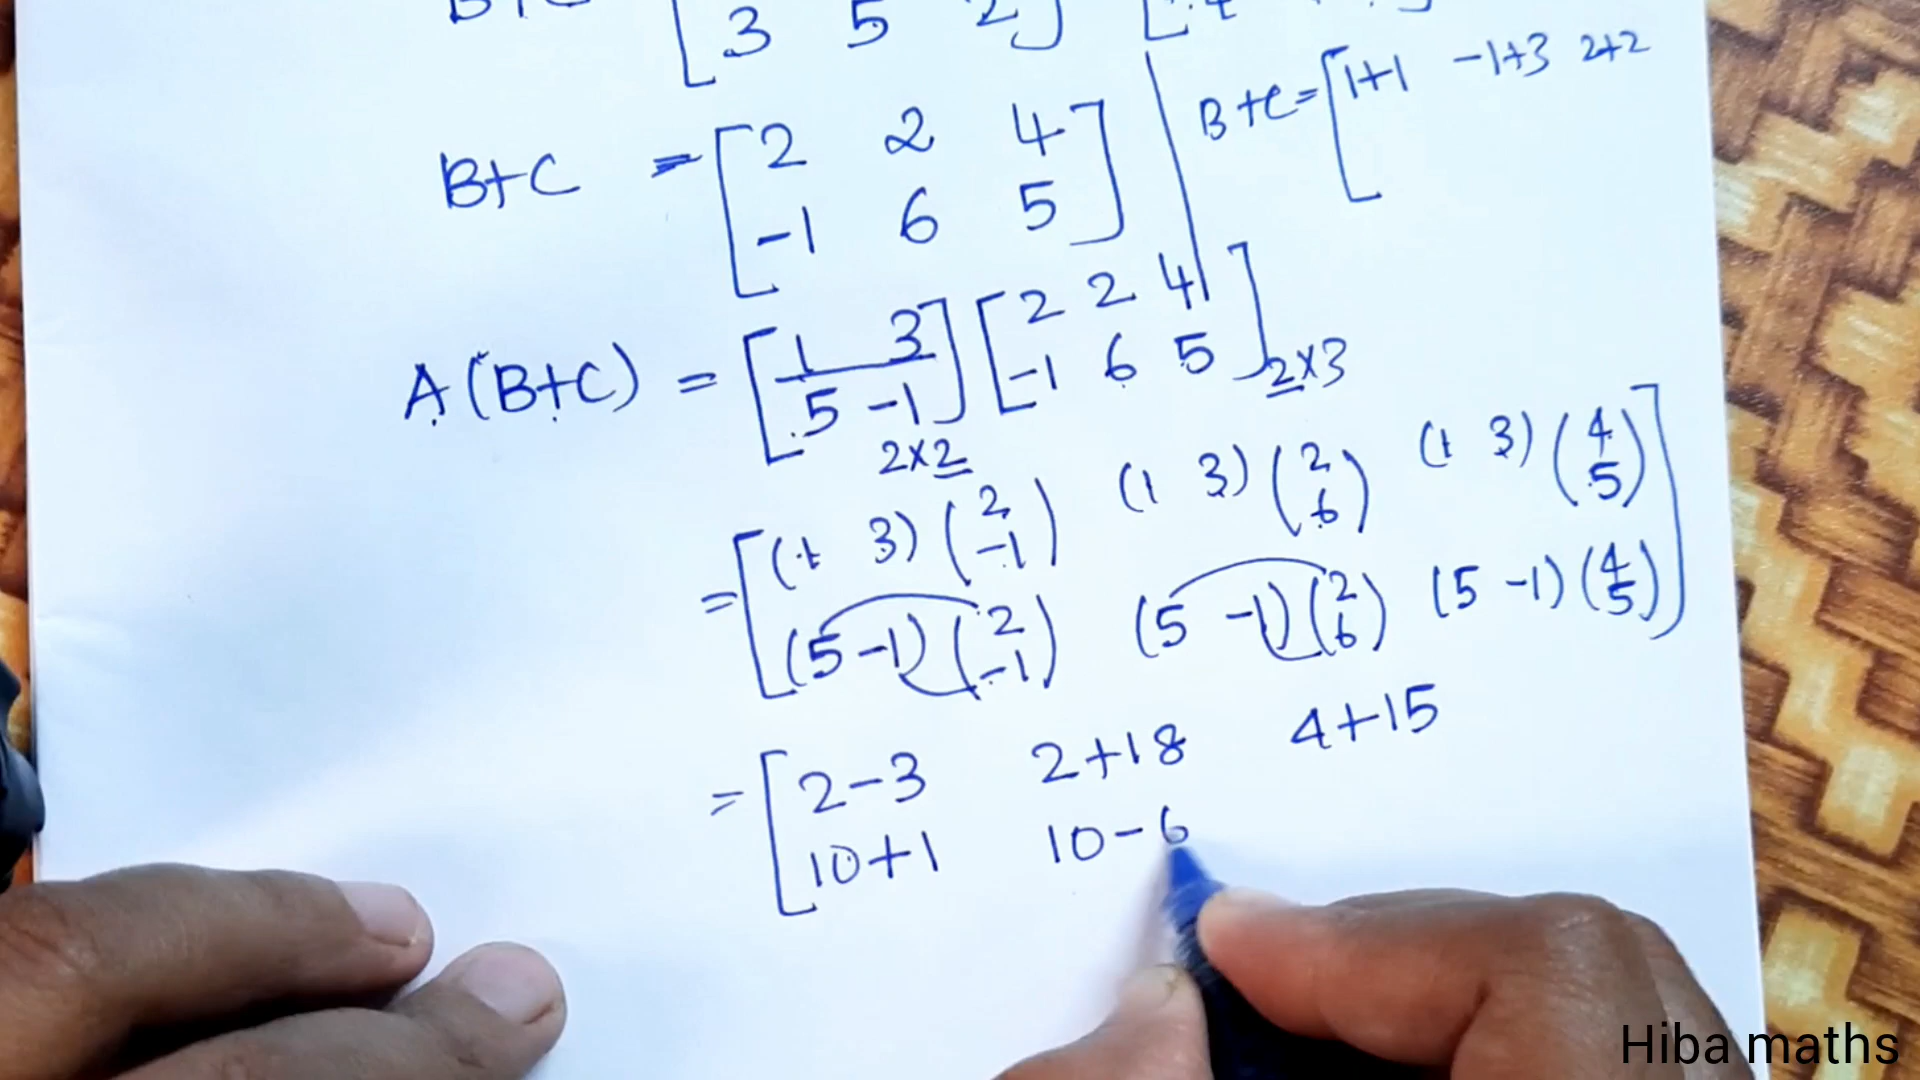 3 5 2
B+C = [2 2 4
-1 6 5]
B+C = [1+1 -1+3 2+2
A(B+C) = [1 3
5 -1] [2 2 4
-1 6 5]
2×2 2×3
= [(1 3)(2 -1) (1 3)(2 6) (1 3)(4 5)
(5 -1)(2 -1) (5 -1)(2 6) (5 -1)(4 5)]
= [2-3 2+18 4+15
10+1 10-6
Hiba maths